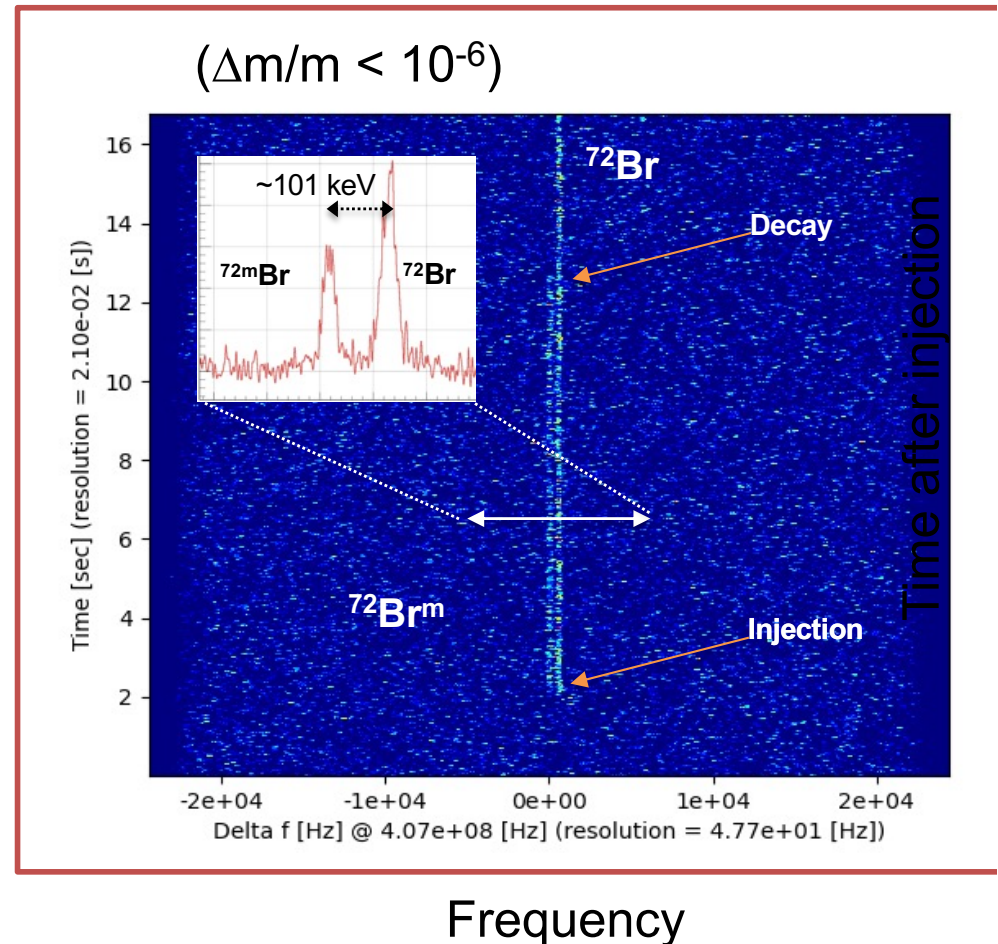 (Δm/m < 10⁻⁶)
16
14
12
10
8
6
4
2
Time [sec] (resolution = 2.10e-02 [s])
~101 keV
⁷²ᵐBr
⁷²Br
⁷²Br
Decay
Time after injection
⁷²Brᵐ
Injection
-2e+04
-1e+04
0e+00
1e+04
2e+04
Delta f [Hz] @ 4.07e+08 [Hz] (resolution = 4.77e+01 [Hz])
Frequency